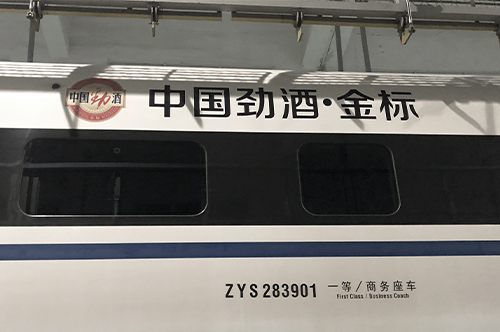 中国劲酒
中国劲酒·金标
ZYS 283901 一等/商务座车
First Class / Business Coach